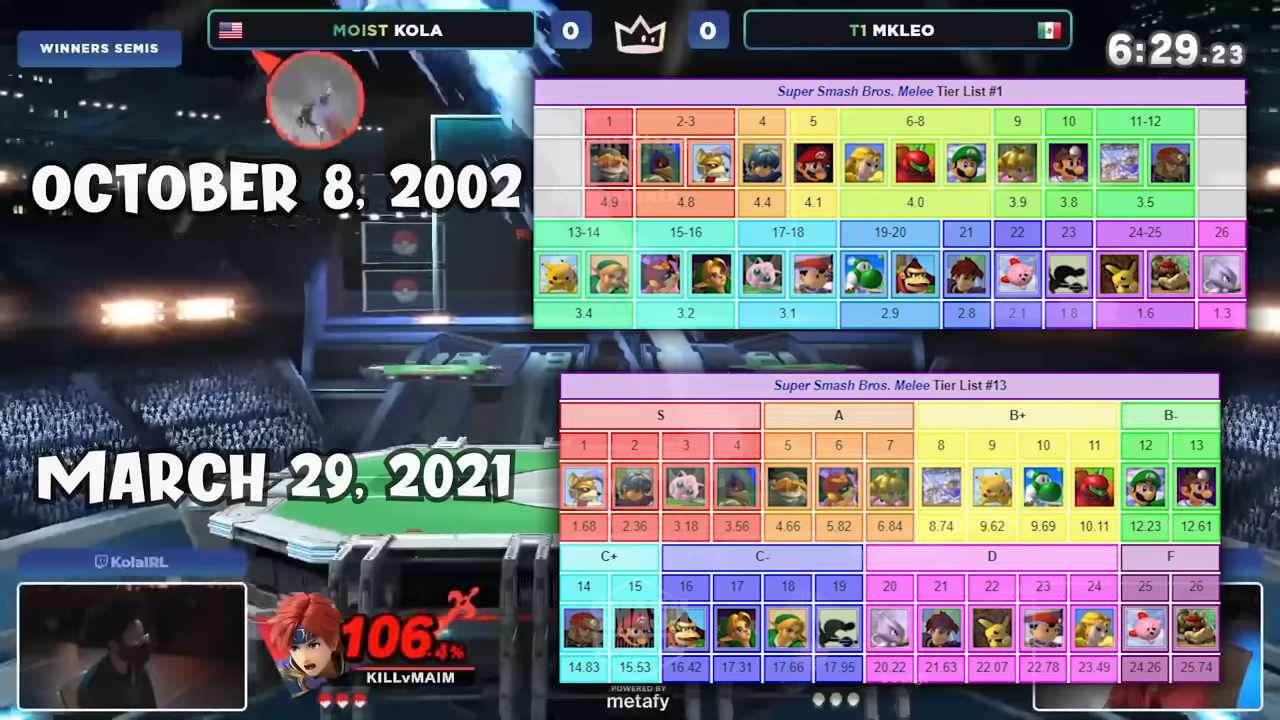 WINNERS SEMIS
MOIST KOLA
0
0
T1 MKLEO
6:29.23
OCTOBER 8, 2002
Super Smash Bros. Melee Tier List #1
1 2-3 4 5 6-8 9 10 11-12
4.9 4.8 4.4 4.1 4.0 3.9 3.8 3.5
13-14 15-16 17-18 19-20 21 22 23 24-25 26
3.4 3.2 3.1 2.9 2.8 2.1 1.8 1.6 1.3
MARCH 29, 2021
Super Smash Bros. Melee Tier List #13
S A B+ B-
1 2 3 4 5 6 7 8 9 10 11 12 13
1.68 2.36 3.18 3.56 4.66 5.82 6.84 8.74 9.62 9.69 10.11 12.23 12.61
C+ C- D F
14 15 16 17 18 19 20 21 22 23 24 25 26
14.83 15.53 16.42 17.31 17.66 17.95 20.22 21.63 22.07 22.78 23.49 24.26 25.74
KolaIRL
106.4%
KILLvMAIM
POWERED BY
metafy